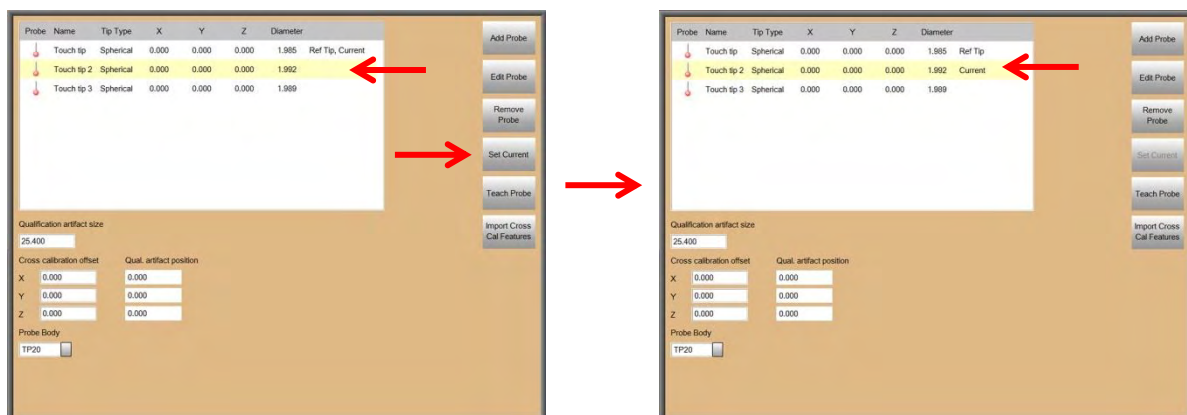 Probe Name Tip Type X Y Z Diameter
Touch tip Spherical 0.000 0.000 0.000 1.985 Ref Tip, Current
Touch tip 2 Spherical 0.000 0.000 0.000 1.992
Touch tip 3 Spherical 0.000 0.000 0.000 1.989
Add Probe
Edit Probe
Remove
Probe
Set Current
Teach Probe
Import Cross
Cal Features
Qualification artifact size
25.400
Cross calibration offset Qual. artifact position
X 0.000 0.000
Y 0.000 0.000
Z 0.000 0.000
Probe Body
TP20
Probe Name Tip Type X Y Z Diameter
Touch tip Spherical 0.000 0.000 0.000 1.985 Ref Tip
Touch tip 2 Spherical 0.000 0.000 0.000 1.992 Current
Touch tip 3 Spherical 0.000 0.000 0.000 1.989
Add Probe
Edit Probe
Remove
Probe
Set Current
Teach Probe
Import Cross
Cal Features
Qualification artifact size
25.400
Cross calibration offset Qual. artifact position
X 0.000 0.000
Y 0.000 0.000
Z 0.000 0.000
Probe Body
TP20